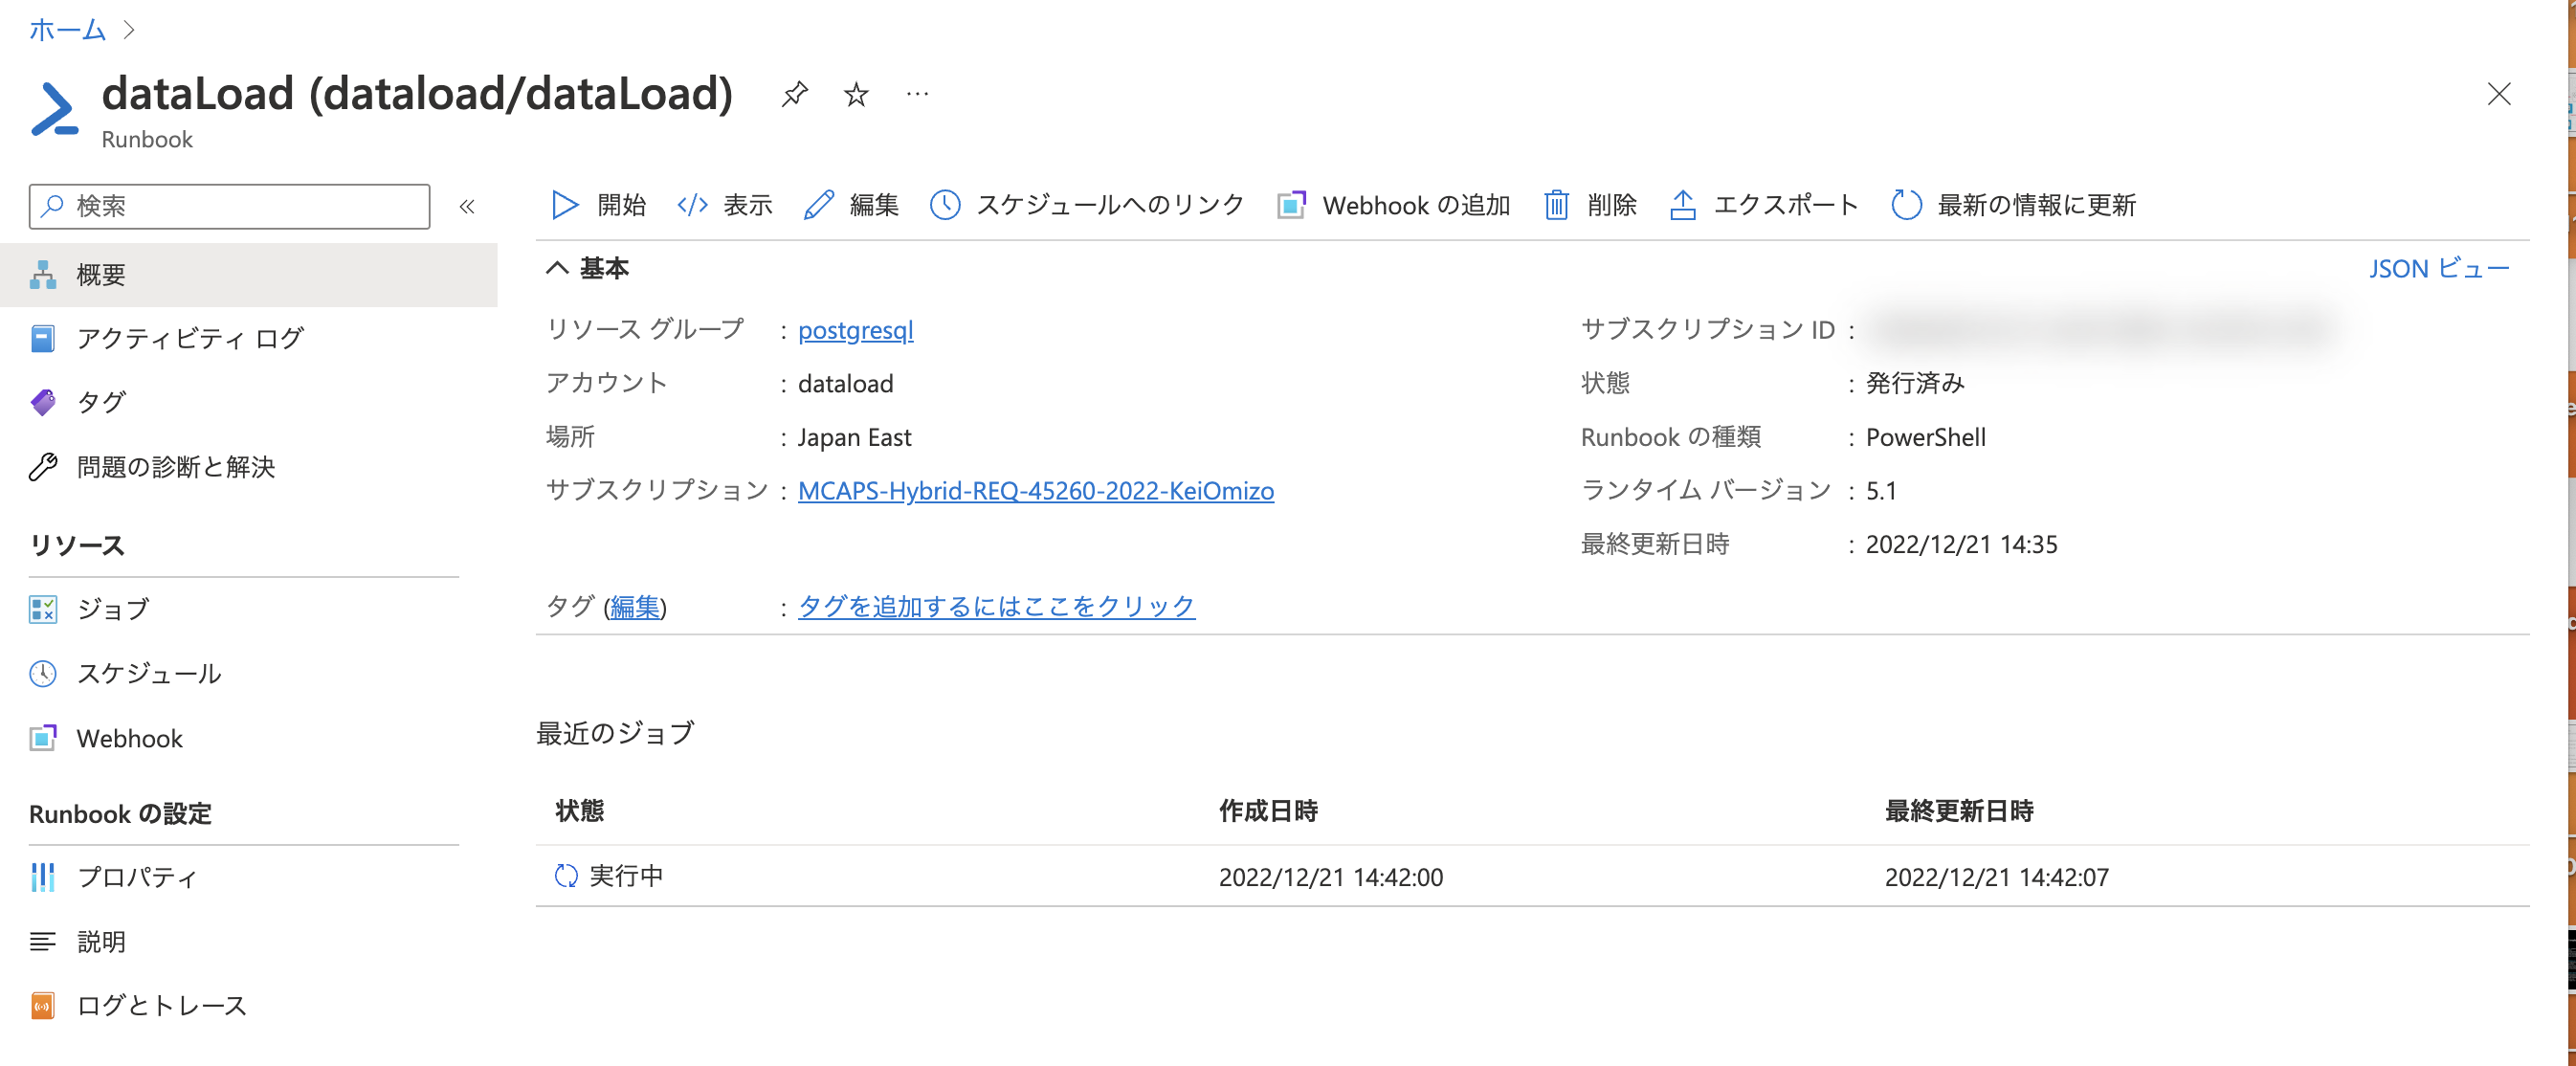 ホーム
dataLoad (dataload/dataLoad)
Runbook
検索
開始 表示 編集 スケジュールへのリンク Webhook の追加 削除 エクスポート 最新の情報に更新
概要
アクティビティ ログ
タグ
問題の診断と解決
リソース
ジョブ
スケジュール
Webhook
Runbook の設定
プロパティ
説明
ログとトレース
基本
JSON ビュー
リソース グループ : postgresql
アカウント : dataload
場所 : Japan East
サブスクリプション : MCAPS-Hybrid-REQ-45260-2022-KeiOmizo
サブスクリプション ID :
状態 : 発行済み
Runbook の種類 : PowerShell
ランタイム バージョン : 5.1
最終更新日時 : 2022/12/21 14:35
タグ (編集) : タグを追加するにはここをクリック
最近のジョブ
状態 作成日時 最終更新日時
実行中 2022/12/21 14:42:00 2022/12/21 14:42:07